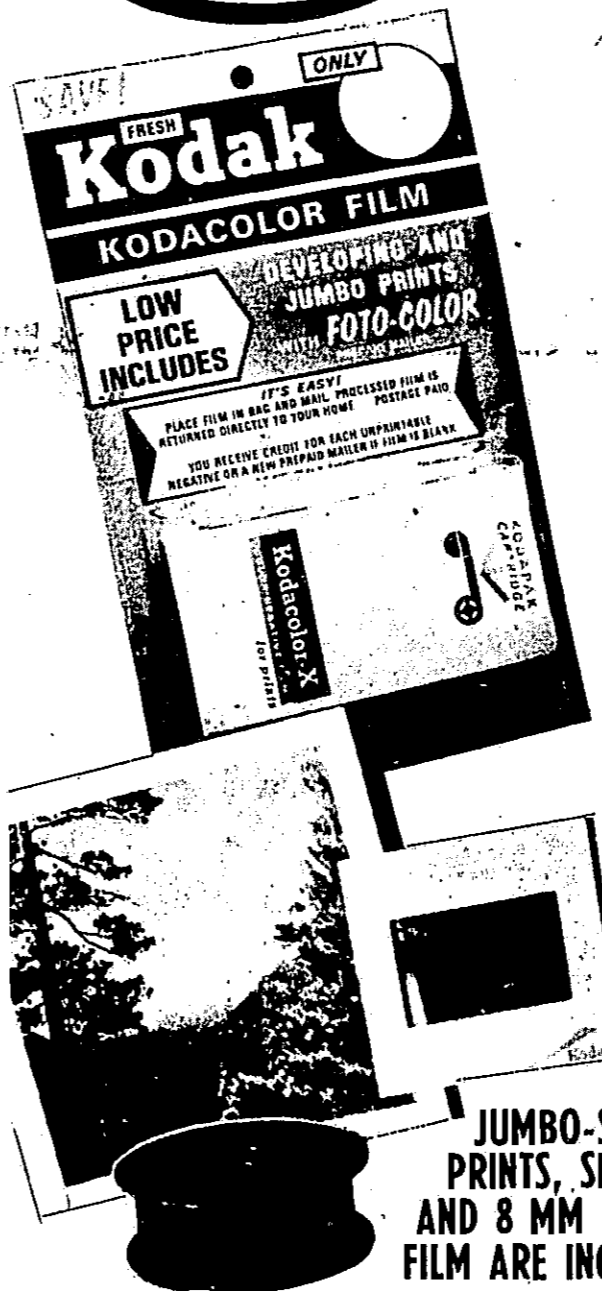 SAVE!
ONLY
FRESH
Kodak
KODACOLOR FILM
LOW
PRICE
INCLUDES
DEVELOPING AND
JUMBO PRINTS
WITH FOTO-COLOR
MAILER
IT'S EASY!
PLACE FILM IN BAG AND MAIL. PROCESSED FILM IS
RETURNED DIRECTLY TO YOUR HOME POSTAGE PAID
YOU RECEIVE CREDIT FOR EACH UNPRINTABLE
NEGATIVE OR A NEW PREPAID MAILER IF FILM IS BLANK
Kodacolor-X
for prints
KODAPAK
CARTRIDGE
JUMBO-S
PRINTS, SL
AND 8 MM
FILM ARE INC